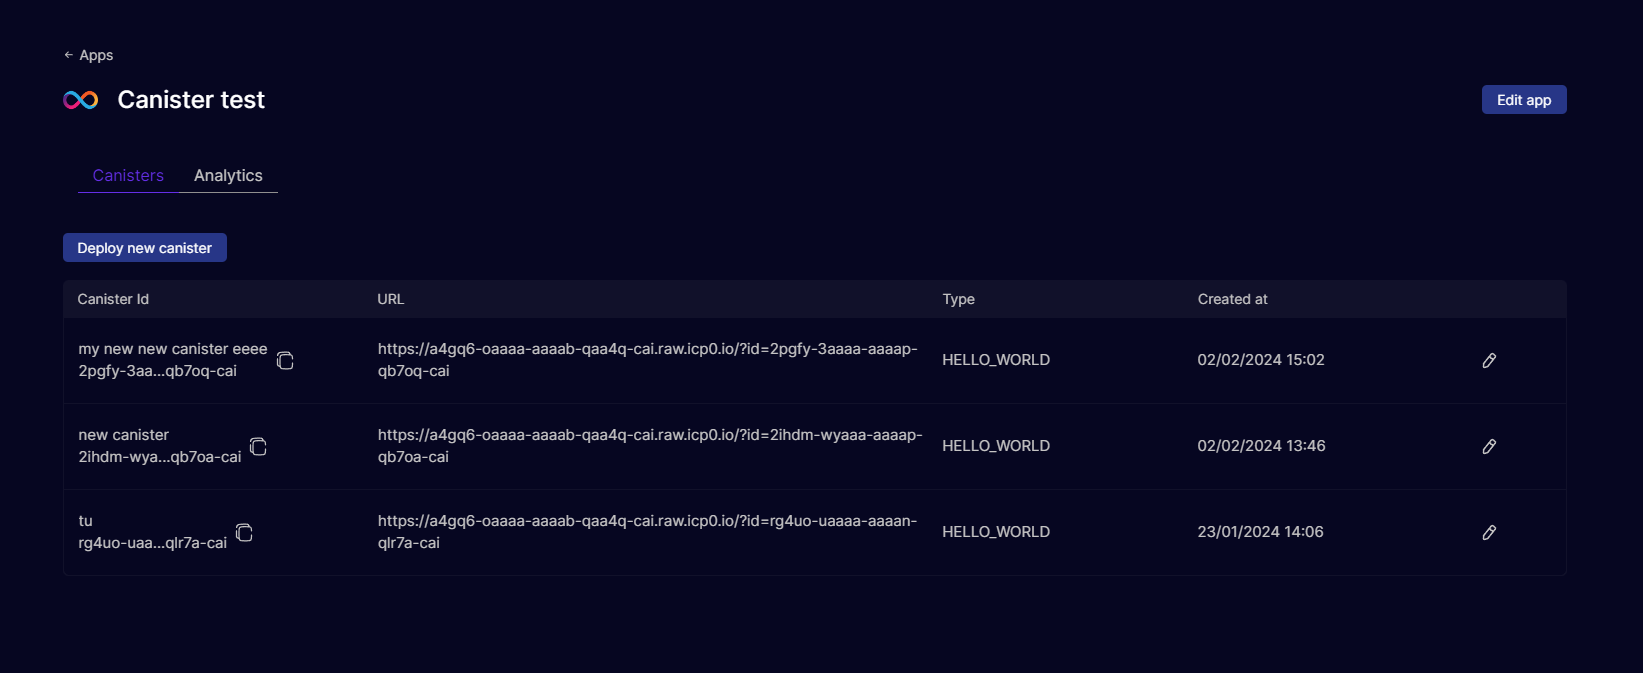 ← Apps
Canister test
Edit app
Canisters
Analytics
Deploy new canister
Canister Id
URL
Type
Created at
my new new canister eeee
2pgfy-3aa...qb7oq-cai
https://a4gq6-oaaaa-aaaab-qaa4q-cai.raw.icp0.io/?id=2pgfy-3aaaa-aaaap-
qb7oq-cai
HELLO_WORLD
02/02/2024 15:02
new canister
2ihdm-wya...qb7oa-cai
https://a4gq6-oaaaa-aaaab-qaa4q-cai.raw.icp0.io/?id=2ihdm-wyaaa-aaaap-
qb7oa-cai
HELLO_WORLD
02/02/2024 13:46
tu
rg4uo-uaa...qlr7a-cai
https://a4gq6-oaaaa-aaaab-qaa4q-cai.raw.icp0.io/?id=rg4uo-uaaaa-aaaan-
qlr7a-cai
HELLO_WORLD
23/01/2024 14:06